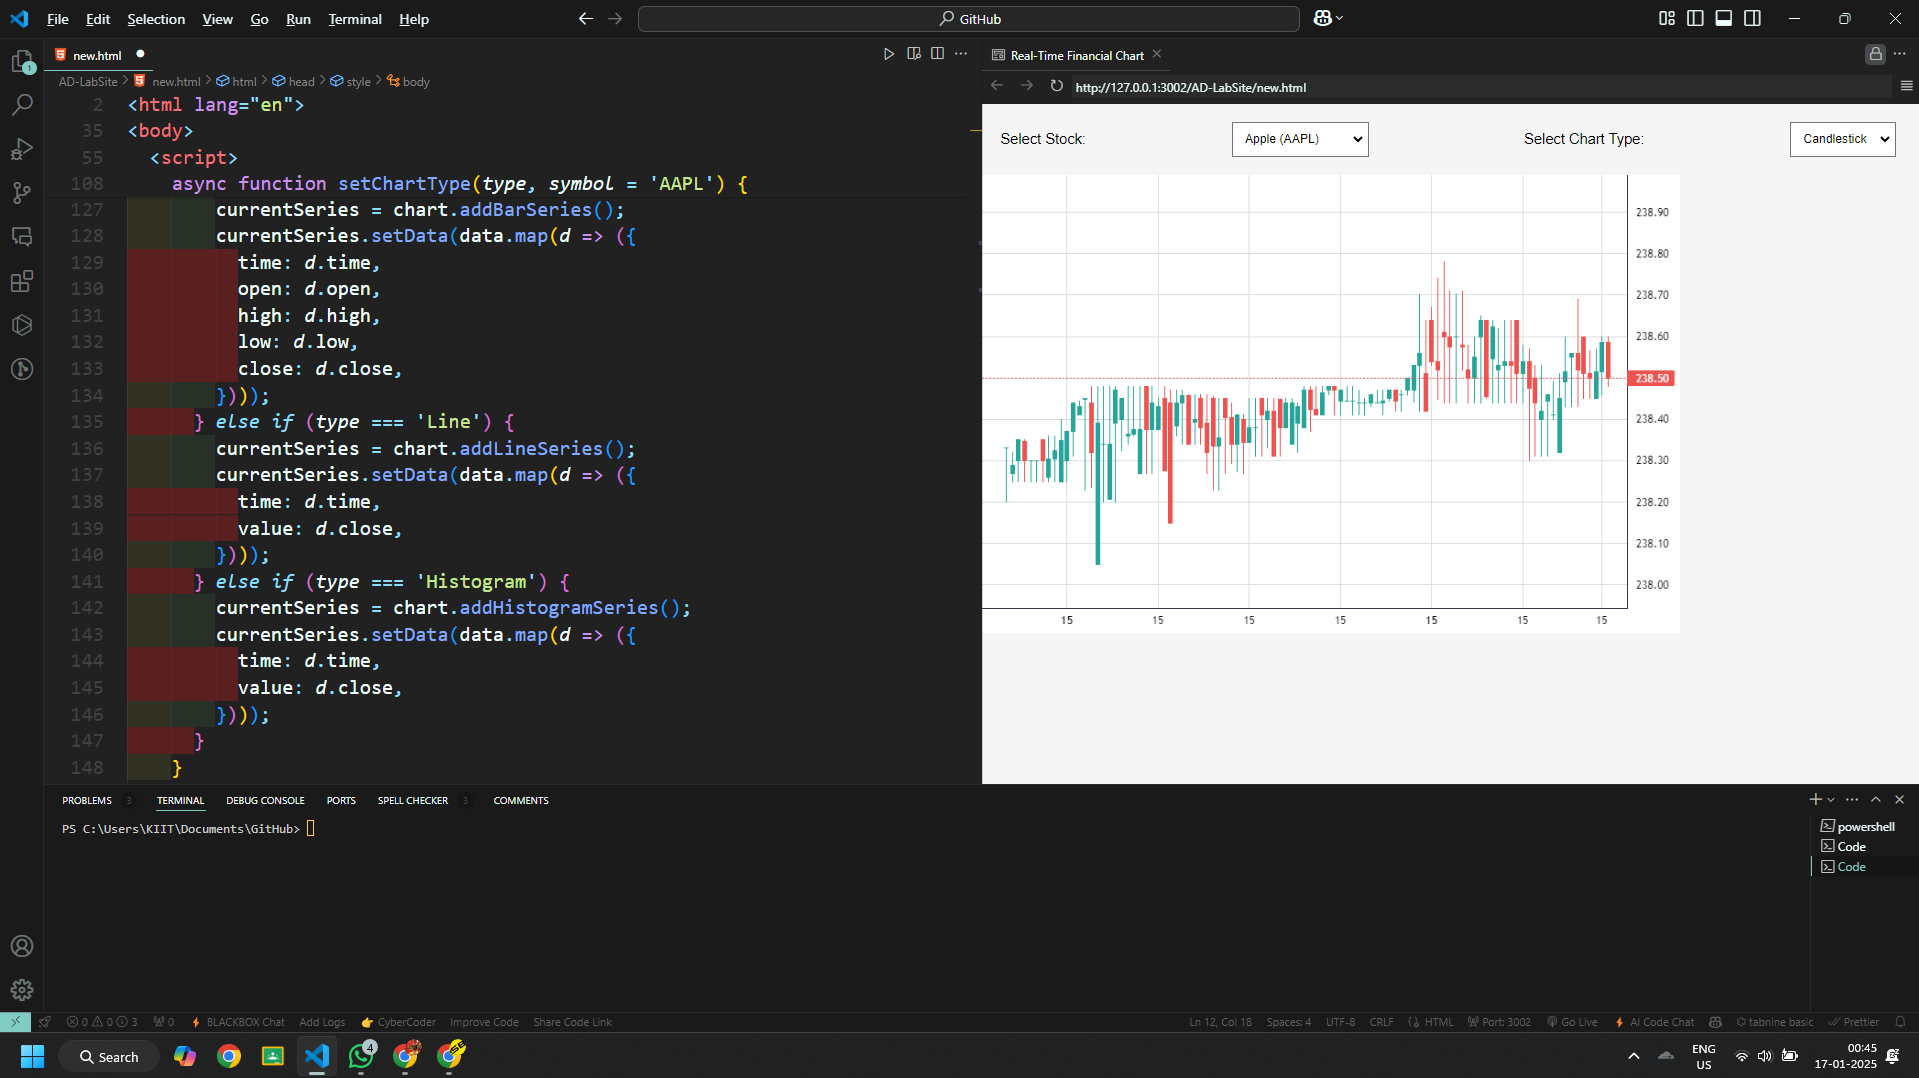 File Edit Selection View Go Run Terminal Help
GitHub
new.html
AD-LabSite > new.html > html > head > style > body
2 <html lang="en">
35 <body>
55 <script>
108 async function setChartType(type, symbol = 'AAPL') {
127 currentSeries = chart.addBarSeries();
128 currentSeries.setData(data.map(d => ({
129 time: d.time,
130 open: d.open,
131 high: d.high,
132 low: d.low,
133 close: d.close,
134 })));
135 } else if (type === 'Line') {
136 currentSeries = chart.addLineSeries();
137 currentSeries.setData(data.map(d => ({
138 time: d.time,
139 value: d.close,
140 })));
141 } else if (type === 'Histogram') {
142 currentSeries = chart.addHistogramSeries();
143 currentSeries.setData(data.map(d => ({
144 time: d.time,
145 value: d.close,
146 })));
147 }
148 }
Real-Time Financial Chart
http://127.0.0.1:3002/AD-LabSite/new.html
Select Stock: Apple (AAPL) Select Chart Type: Candlestick
238.90
238.80
238.70
238.60
238.50
238.40
238.30
238.20
238.10
238.00
15 15 15 15 15 15 15
PROBLEMS 3 TERMINAL DEBUG CONSOLE PORTS SPELL CHECKER 3 COMMENTS
PS C:\Users\KIIT\Documents\GitHub>
powershell
Code
Code
0 0 3 0 BLACKBOX Chat Add Logs CyberCoder Improve Code Share Code Link Ln 12, Col 18 Spaces: 4 UTF-8 CRLF HTML Port: 3002 Go Live AI Code Chat tabnine basic Prettier
Search
4
ENG
US
00:45
17-01-2025
1